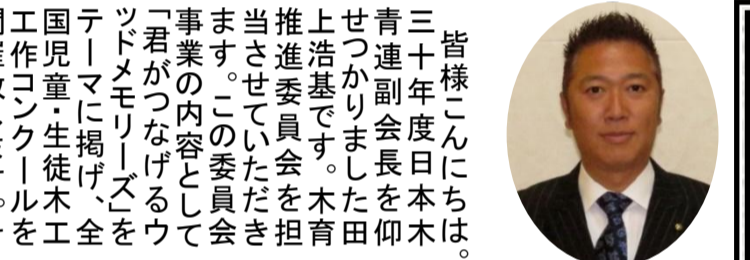 皆様こんにちは。
三十年度日本木
青連副会長を仰
せつかりました田
上浩基です。木育
推進委員会を担
当させていただき
ます。この委員会
事業の内容として
「君がつなげるウ
ッドメモリーズ」を
テーマに掲げ、全
国児童・生徒木工
工作コンクールを